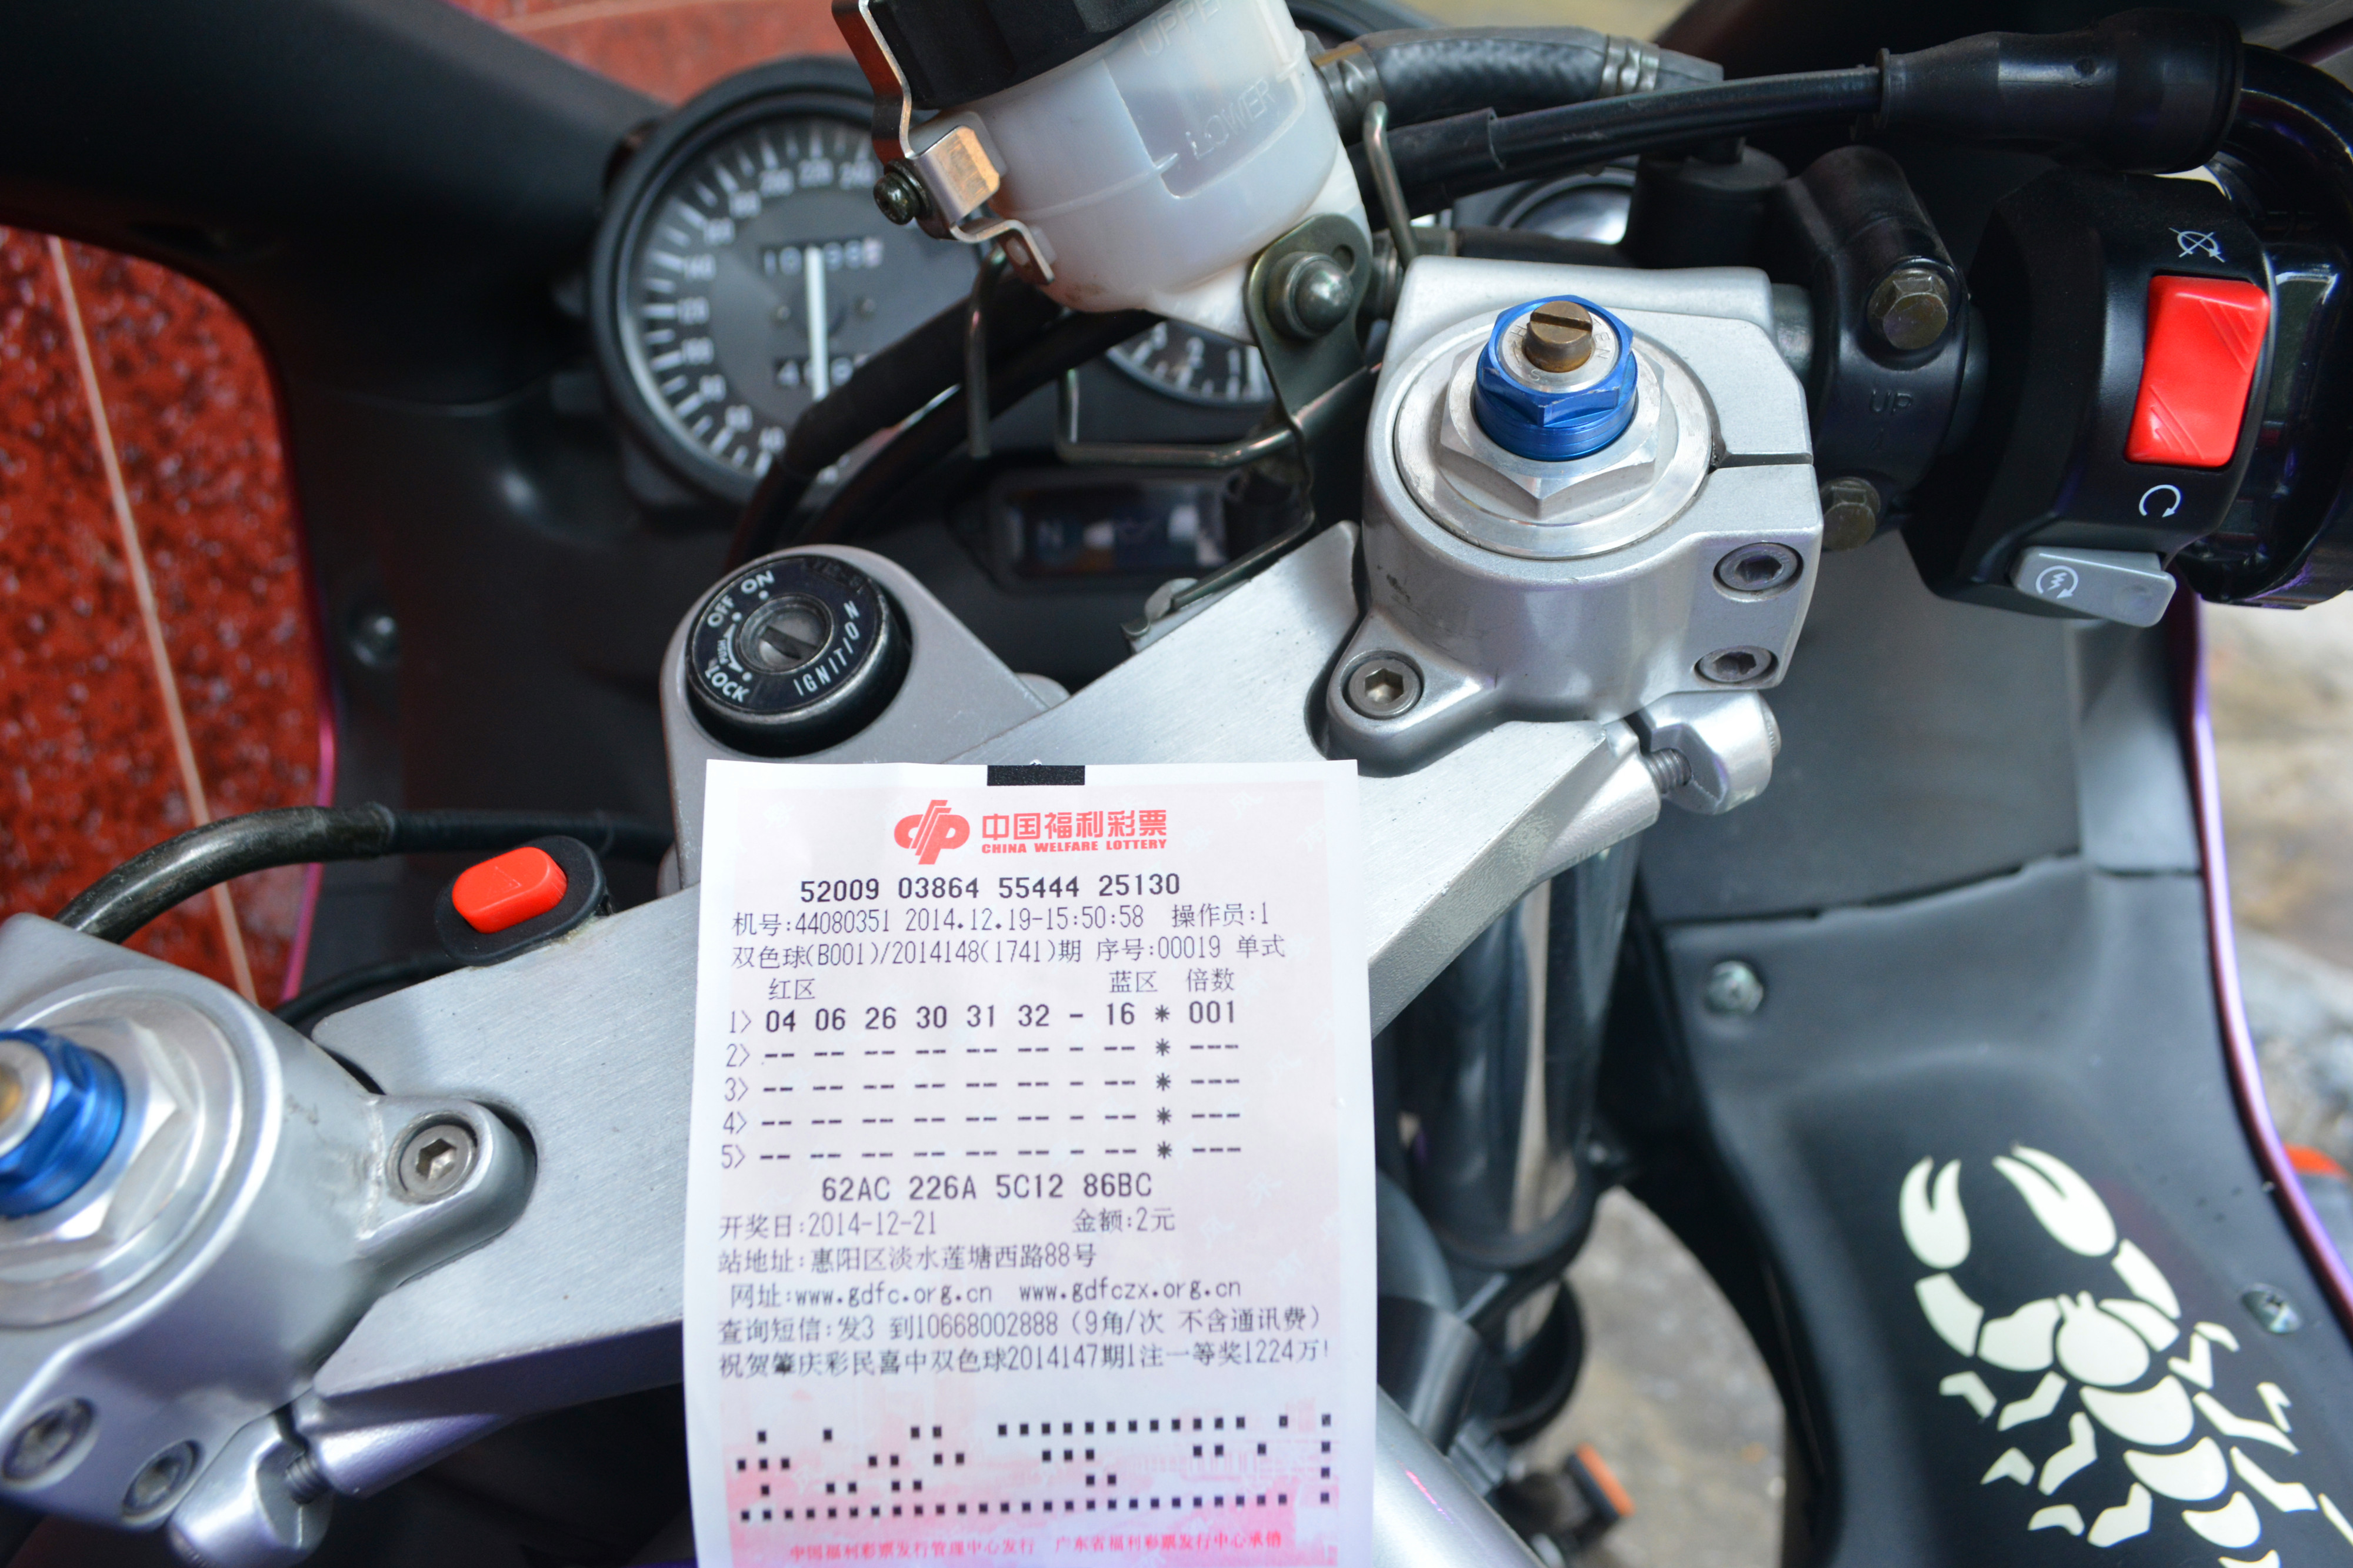 UPPER
LOWER
200 220 240
140
UP
ON
OFF
PUSH
LOCK
IGNITION
中国福利彩票
CHINA WELFARE LOTTERY
52009 03864 55444 25130
机号:44080351 2014.12.19-15:50:58 操作员:1
双色球(B001)/2014148(1741)期 序号:00019 单式
红区 蓝区 倍数
1> 04 06 26 30 31 32 - 16 * 001
2> -- -- -- -- -- -- - -- * ---
3> -- -- -- -- -- -- - -- * ---
4> -- -- -- -- -- -- - -- * ---
5> -- -- -- -- -- -- - -- * ---
62AC 226A 5C12 86BC
开奖日:2014-12-21 金额:2元
站地址:惠阳区淡水莲塘西路88号
网址:www.gdfc.org.cn www.gdfczx.org.cn
查询短信:发3 到10668002888（9角/次 不含通讯费）
祝贺肇庆彩民喜中双色球2014147期1注一等奖1224万!
中国福利彩票发行管理中心发行 广东省福利彩票发行中心承销